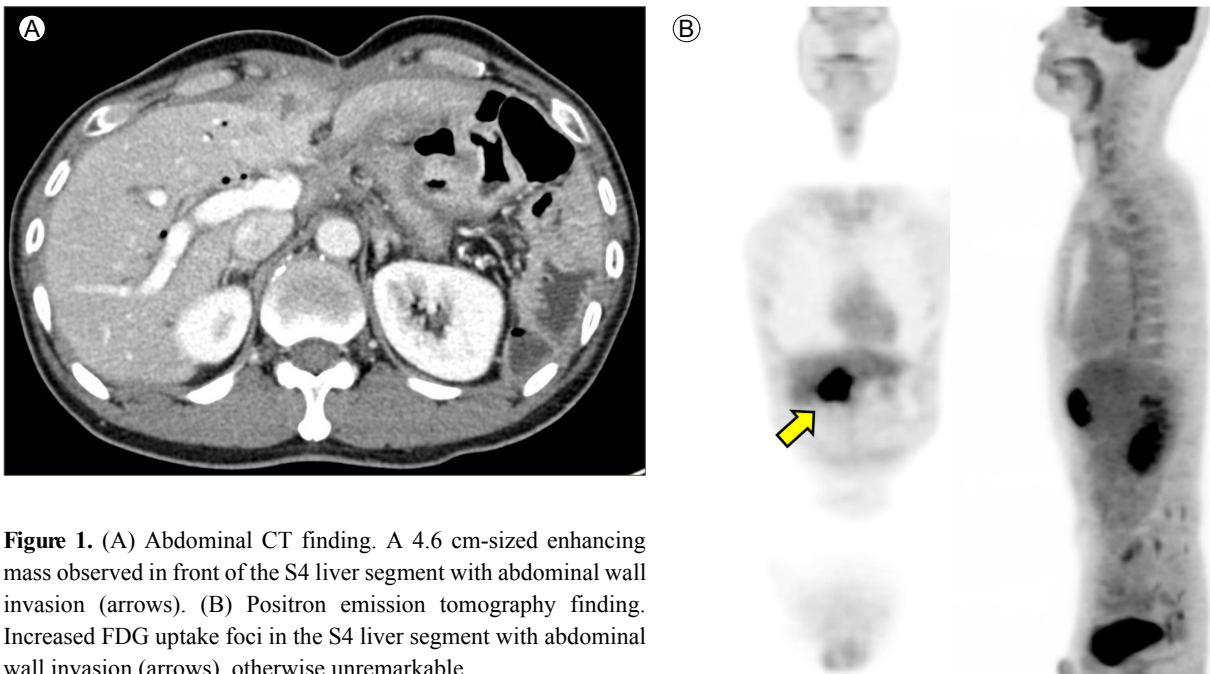 A
B
Figure 1. (A) Abdominal CT finding. A 4.6 cm-sized enhancing
mass observed in front of the S4 liver segment with abdominal wall
invasion (arrows). (B) Positron emission tomography finding.
Increased FDG uptake foci in the S4 liver segment with abdominal
wall invasion (arrows), otherwise unremarkable